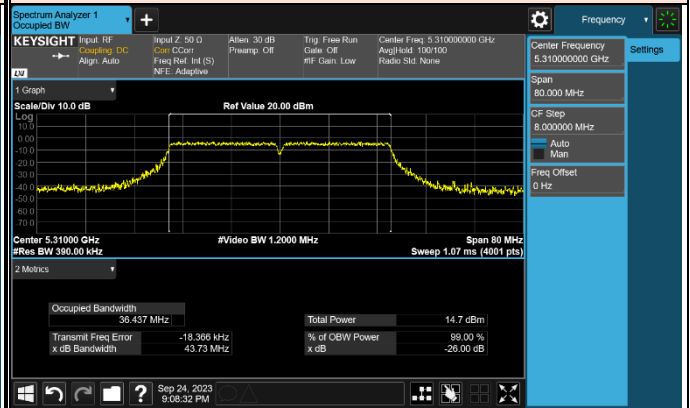 Spectrum Analyzer 1
Occupied BW
Frequency
KEYSIGHT
Input: RF
Coupling: DC
Align: Auto
Input Z: 50 Ω
Corr CCorr
Freq Ref: Int (S)
NFE: Adaptive
Atten: 30 dB
Preamp: Off
Trig: Free Run
Gate: Off
#IF Gain: Low
Center Freq: 5.310000000 GHz
Avg|Hold: 100/100
Radio Std: None
LXI
Center Frequency
5.310000000 GHz
Settings
Span
80.000 MHz
CF Step
8.000000 MHz
Auto
Man
Freq Offset
0 Hz
1 Graph
Scale/Div 10.0 dB
Ref Value 20.00 dBm
Log
10.0
0.00
-10.0
-20.0
-30.0
-40.0
-50.0
-60.0
-70.0
Center 5.31000 GHz
#Video BW 1.2000 MHz
Span 80 MHz
#Res BW 390.00 kHz
Sweep 1.07 ms (4001 pts)
2 Metrics
Occupied Bandwidth
36.437 MHz
Total Power 14.7 dBm
Transmit Freq Error -18.366 kHz
% of OBW Power 99.00 %
x dB Bandwidth 43.73 MHz
x dB -26.00 dB
?
Sep 24, 2023
9:08:32 PM